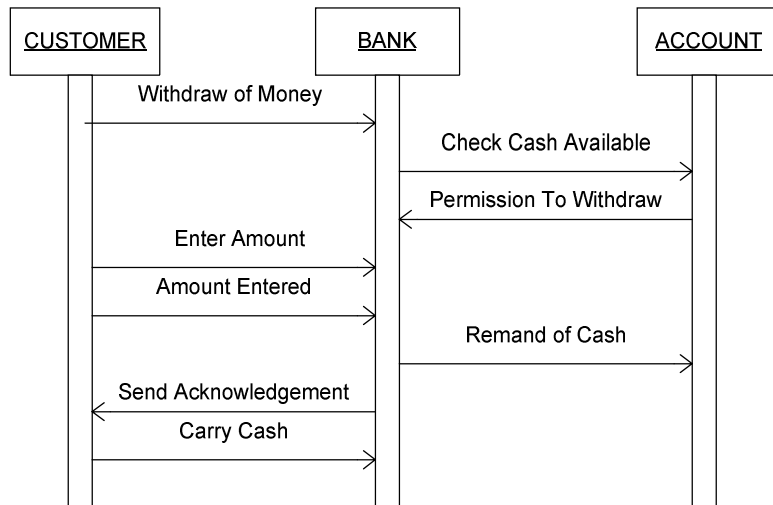 CUSTOMER
BANK
ACCOUNT
Withdraw of Money
Check Cash Available
Permission To Withdraw
Enter Amount
Amount Entered
Remand of Cash
Send Acknowledgement
Carry Cash